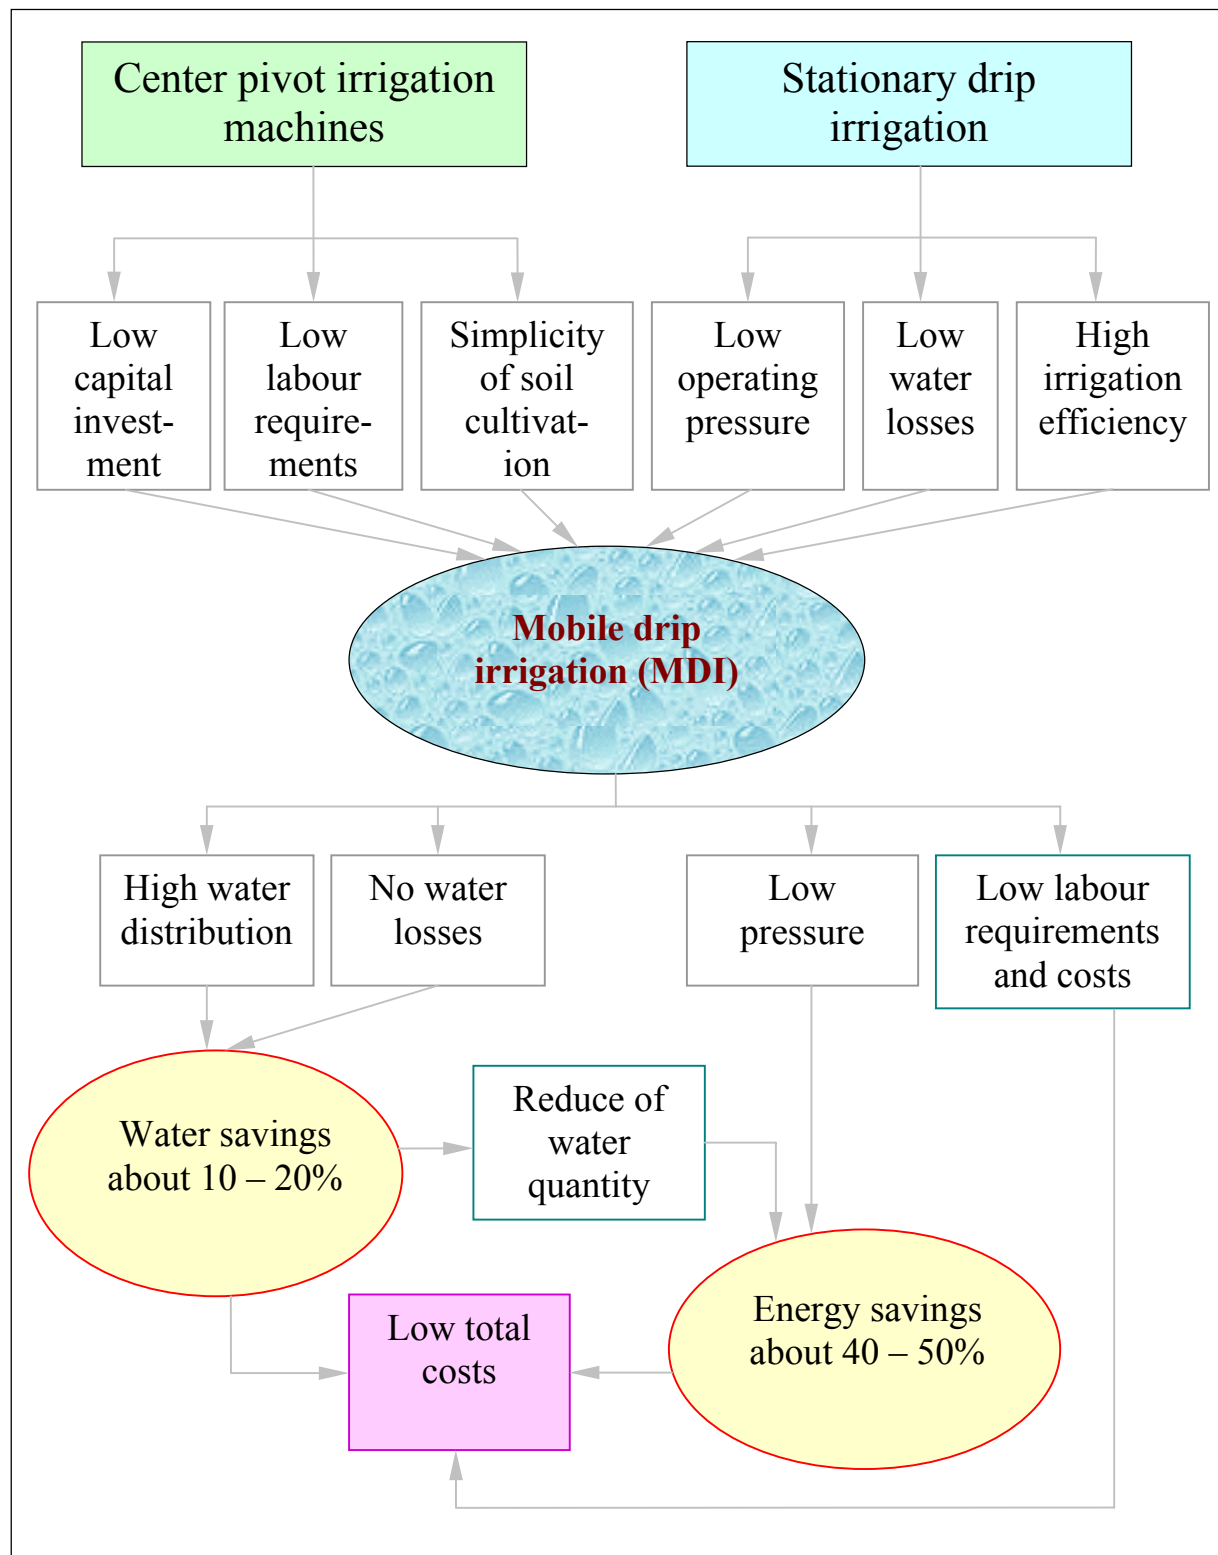 Center pivot irrigation
machines
Stationary drip
irrigation
Low
capital
invest-
ment
Low
labour
require-
ments
Simplicity
of soil
cultivat-
ion
Low
operating
pressure
Low
water
losses
High
irrigation
efficiency
Mobile drip
irrigation (MDI)
High water
distribution
No water
losses
Low
pressure
Low labour
requirements
and costs
Water savings
about 10 – 20%
Reduce of
water
quantity
Energy savings
about 40 – 50%
Low total
costs